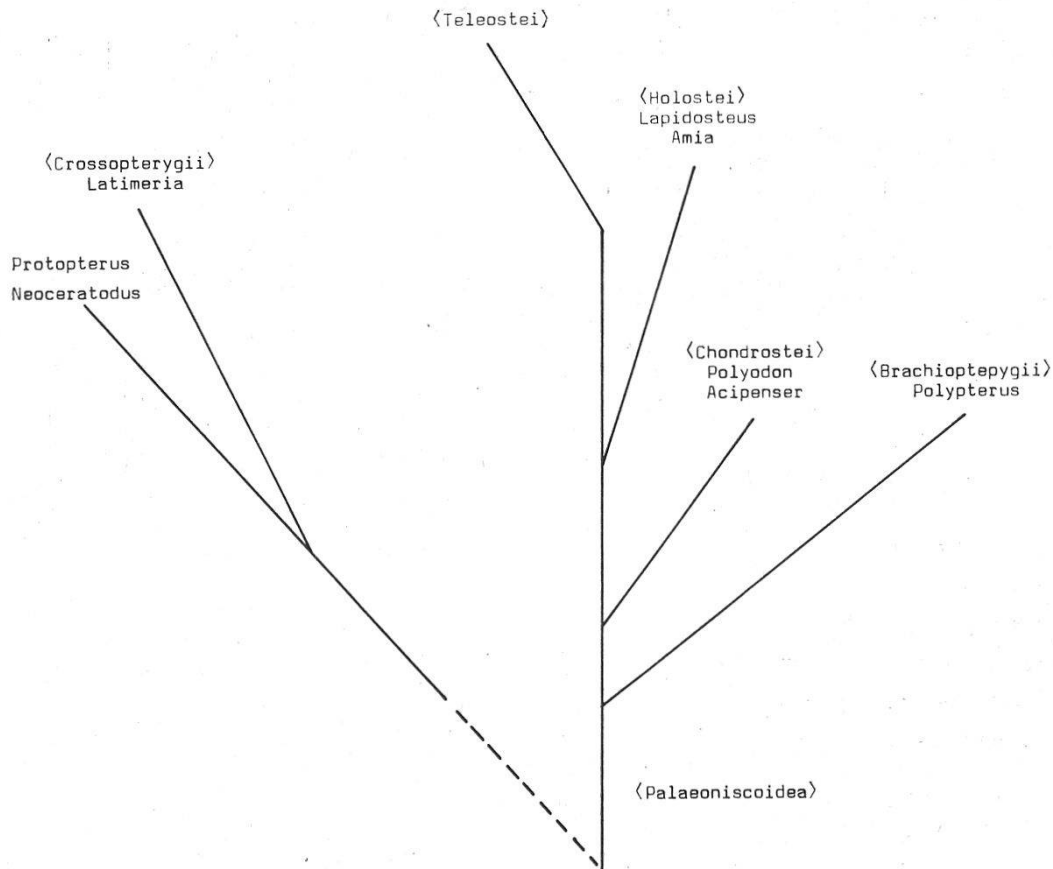 〈Teleostei〉
〈Holostei〉
Lapidosteus
Amia
〈Crossopterygii〉
Latimeria
Protopterus
Neoceratodus
〈Chondrostei〉
Polyodon
Acipenser
〈Brachioptepygii〉
Polypterus
〈Palaeoniscoidea〉